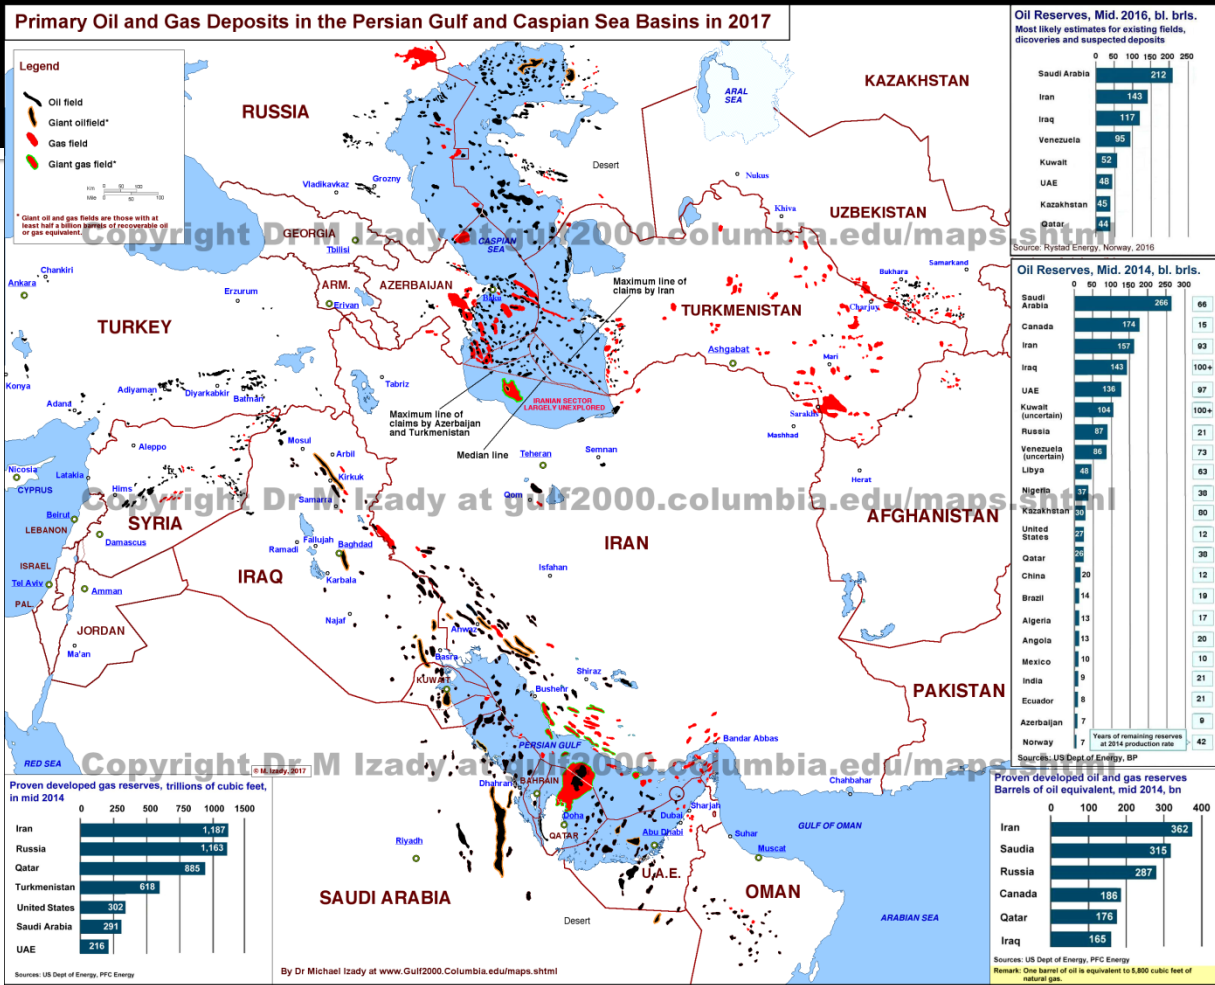 Primary Oil and Gas Deposits in the Persian Gulf and Caspian Sea Basins in 2017
Legend
Oil field
Giant oilfield*
Gas field
Giant gas field*
Km 0 50 100
Mile 0 50 100
* Giant oil and gas fields are those with at
least half a billion barrels of recoverable oil
or gas equivalent.
RUSSIA
KAZAKHSTAN
ARAL
SEA
Desert
Grozny
Vladikavkaz
Nukus
Khiva
UZBEKISTAN
GEORGIA
Tbilisi
Copyright Dr M Izady at gulf2000.columbia.edu/maps.shtml
CASPIAN
SEA
Samarkand
Bukhara
Chankiri
Ankara
Erzurum
ARM.
Erivan
AZERBAIJAN
Baku
Maximum line of
claims by Iran
TURKMENISTAN
Charjuy
TURKEY
Ashgabat
Mari
Konya
Adiyaman
Diyarkabkir
Batman
Adand
Tabriz
IRANIAN SECTOR
LARGELY UNEXPLORED
Sarakhs
Mashhad
Maximum line of
claims by Azerbaijan
and Turkmenistan
Median line
Aleppo
Mosul
Arbil
Teheran
Semnan
Nicosia
CYPRUS
Latakia
Hims
Kirkuk
Samarra
Qom
Herat
Copyright Dr M Izady at gulf2000.columbia.edu/maps.shtml
Beirut
LEBANON
SYRIA
Damascus
Fallujah
Ramadi
Baghdad
IRAN
AFGHANISTAN
ISRAEL
Tel Aviv
Amman
IRAQ
Karbala
Isfahan
PAL.
JORDAN
Najaf
Ahwaz
Ma'an
Basra
KUWAIT
Shiraz
Bushehr
PAKISTAN
PERSIAN GULF
Bandar Abbas
RED SEA
Copyright Dr M Izady at gulf2000.columbia.edu/maps.shtml
© M. Izady, 2017
Dhahran
BAHRAIN
Chahbahar
Doha
QATAR
Dubai
Sharjah
Abu Dhabi
Suhar
Muscat
GULF OF OMAN
Riyadh
U.A.E.
SAUDI ARABIA
OMAN
Desert
ARABIAN SEA
By Dr Michael Izady at www.Gulf2000.Columbia.edu/maps.shtml
Oil Reserves, Mid. 2016, bl. brls.
Most likely estimates for existing fields,
dicoveries and suspected deposits
0 50 100 150 200 250
Saudi Arabia 212
Iran 143
Iraq 117
Venezuela 95
Kuwait 52
UAE 48
Kazakhstan 45
Qatar 44
Source: Rystad Energy, Norway, 2016
Oil Reserves, Mid. 2014, bl. brls.
0 50 100 150 200 250 300
Saudi
Arabia 266 66
Canada 174 15
Iran 157 93
Iraq 143 100+
UAE 136 97
Kuwait
(uncertain) 104 100+
Russia 87 21
Venezuela
(uncertain) 86 73
Libya 48 63
Nigeria 37 38
Kazakhstan 30 80
United
States 27 12
Qatar 26 30
China 20 12
Brazil 14 19
Algeria 13 17
Angola 13 20
Mexico 10 10
India 9 21
Ecuador 8 21
Azerbaijan 7 9
Norway 7 42
Years of remaining reserves
at 2014 production rate
Sources: US Dept of Energy, BP
Proven developed gas reserves, trillions of cubic feet,
in mid 2014
0 250 500 750 1000 1500
Iran 1,187
Russia 1,163
Qatar 885
Turkmenistan 618
United States 302
Saudi Arabia 291
UAE 216
Sources: US Dept of Energy, PFC Energy
Proven developed oil and gas reserves
Barrels of oil equivalent, mid 2014, bn
0 100 200 300 400
Iran 362
Saudia 315
Russia 287
Canada 186
Qatar 176
Iraq 165
Sources: US Dept of Energy, PFC Energy
Remark: One barrel of oil is equivalent to 5,800 cubic feet of
natural gas.